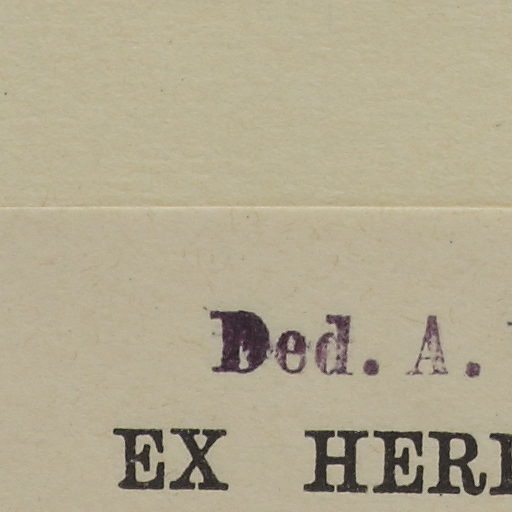 Ded. A.
EX HER